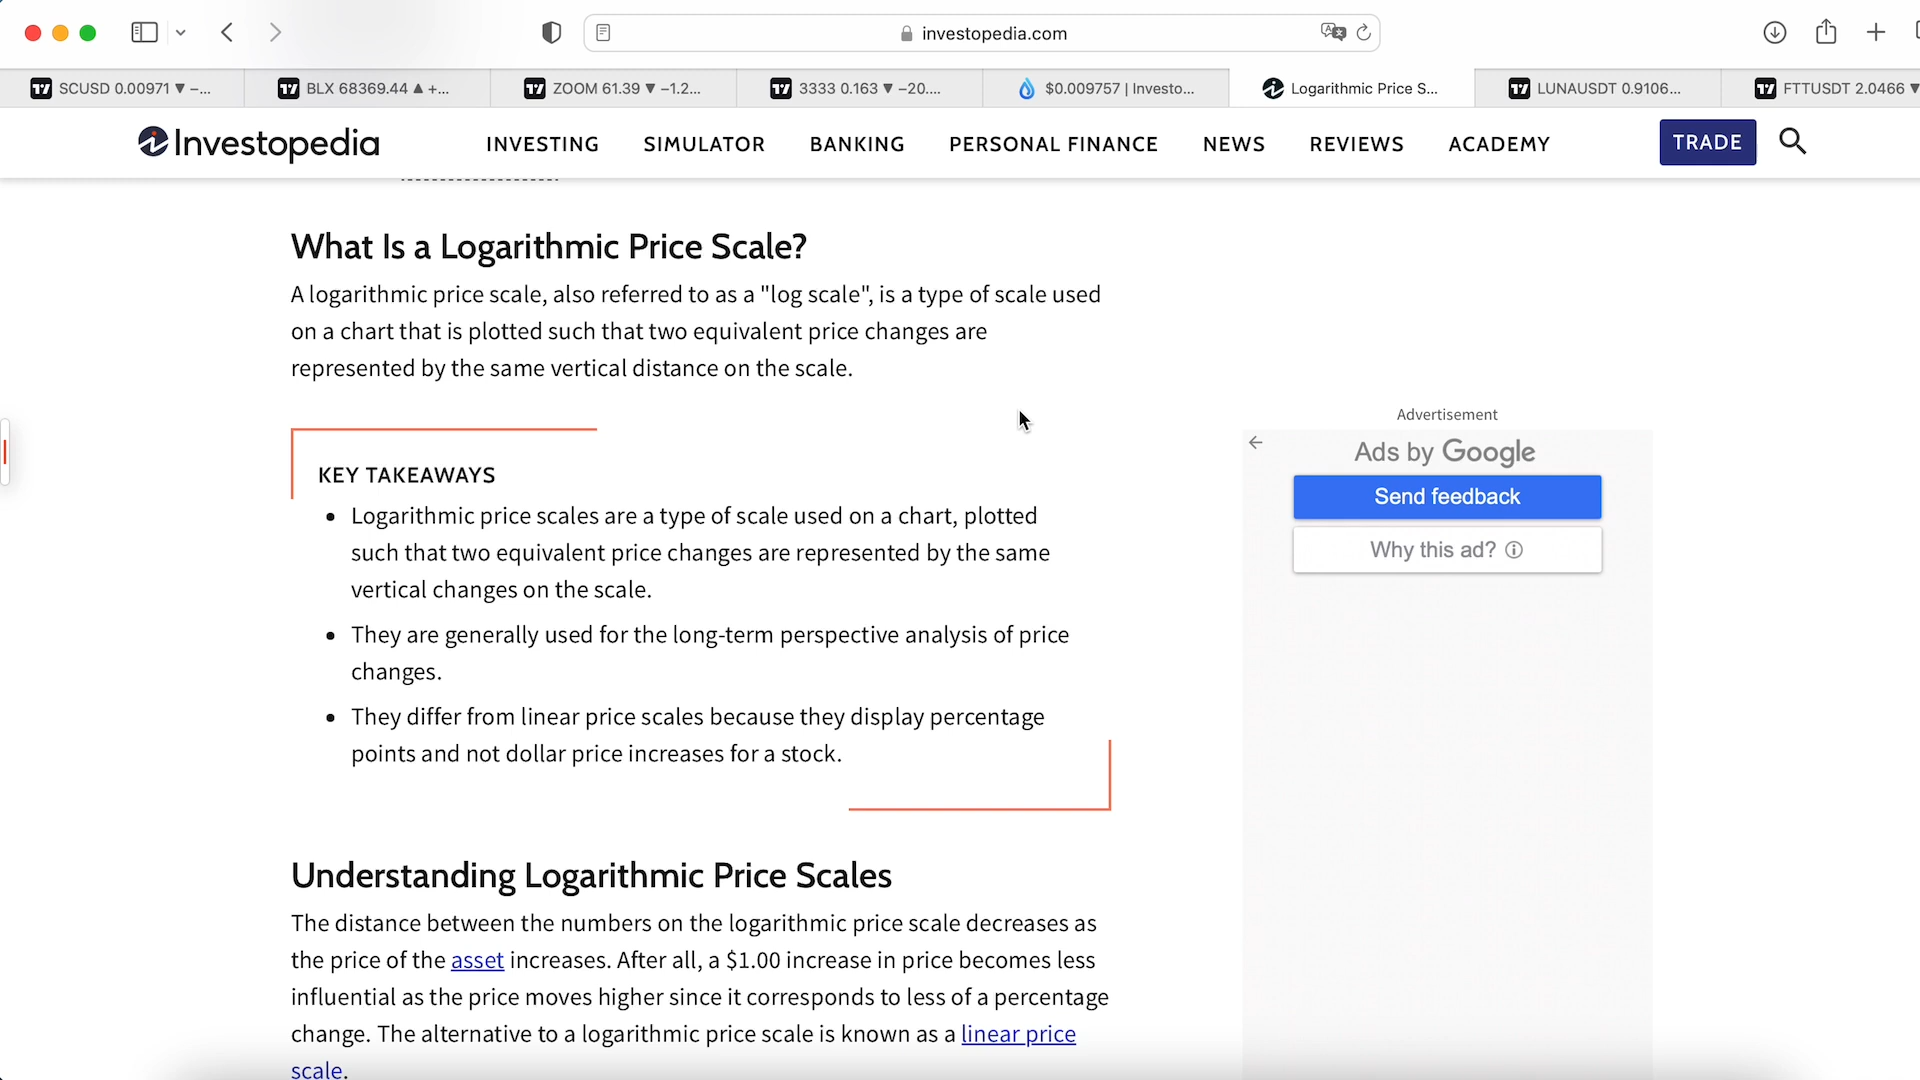 investopedia.com
SCUSD 0.00971 ▼ −...
BLX 68369.44 ▲ +...
ZOOM 61.39 ▼ −1.2...
3333 0.163 ▼ −20....
$0.009757 | Investo...
Logarithmic Price S...
LUNAUSDT 0.9106...
FTTUSDT 2.0466 ▼
Investopedia
INVESTING
SIMULATOR
BANKING
PERSONAL FINANCE
NEWS
REVIEWS
ACADEMY
TRADE
What Is a Logarithmic Price Scale?
A logarithmic price scale, also referred to as a "log scale", is a type of scale used
on a chart that is plotted such that two equivalent price changes are
represented by the same vertical distance on the scale.
KEY TAKEAWAYS
• Logarithmic price scales are a type of scale used on a chart, plotted
such that two equivalent price changes are represented by the same
vertical changes on the scale.
• They are generally used for the long-term perspective analysis of price
changes.
• They differ from linear price scales because they display percentage
points and not dollar price increases for a stock.
Understanding Logarithmic Price Scales
The distance between the numbers on the logarithmic price scale decreases as
the price of the asset increases. After all, a $1.00 increase in price becomes less
influential as the price moves higher since it corresponds to less of a percentage
change. The alternative to a logarithmic price scale is known as a linear price
scale.
Advertisement
Ads by Google
Send feedback
Why this ad?